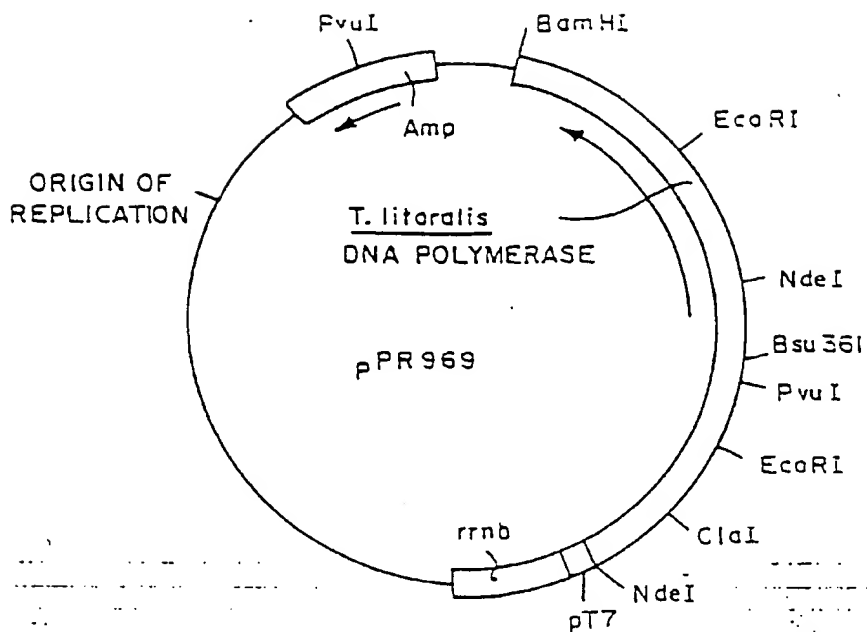 PvuI
BamHI
Amp
EcoRI
ORIGIN OF
REPLICATION
T. litoralis
DNA POLYMERASE
NdeI
Bsu36I
pPR969
PvuI
EcoRI
rrnb
ClaI
NdeI
pT7